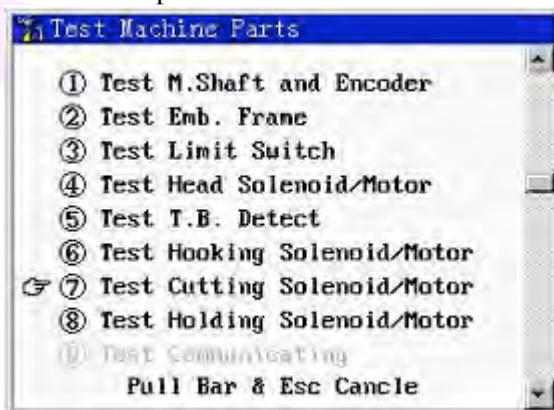 Test Machine Parts
① Test M.Shaft and Encoder
② Test Emb. Frame
③ Test Limit Switch
④ Test Head Solenoid/Motor
⑤ Test T.B. Detect
⑥ Test Hooking Solenoid/Motor
⑦ Test Cutting Solenoid/Motor
⑧ Test Holding Solenoid/Motor
⑨ Test Communicating
Pull Bar & Esc Cancle